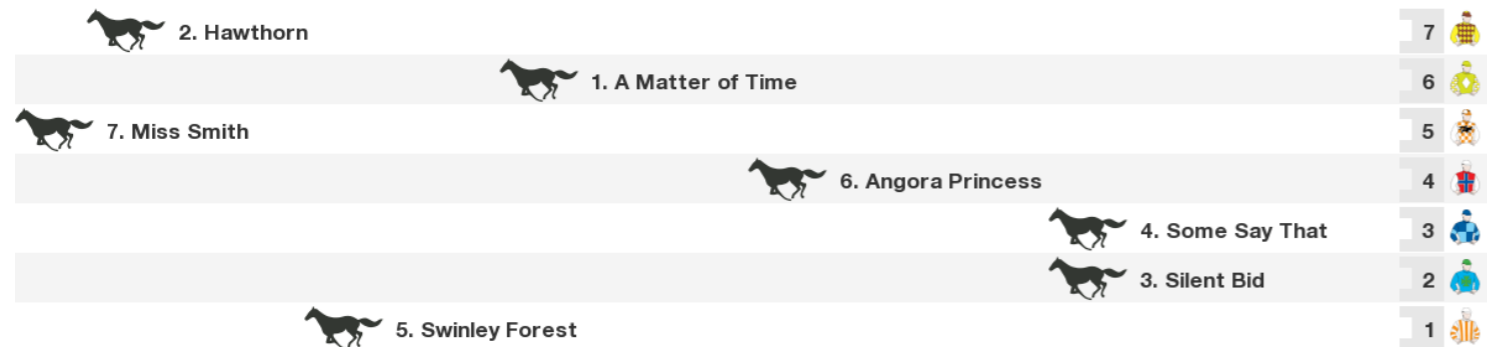 2. Hawthorn 7
1. A Matter of Time 6
7. Miss Smith 5
6. Angora Princess 4
4. Some Say That 3
3. Silent Bid 2
5. Swinley Forest 1